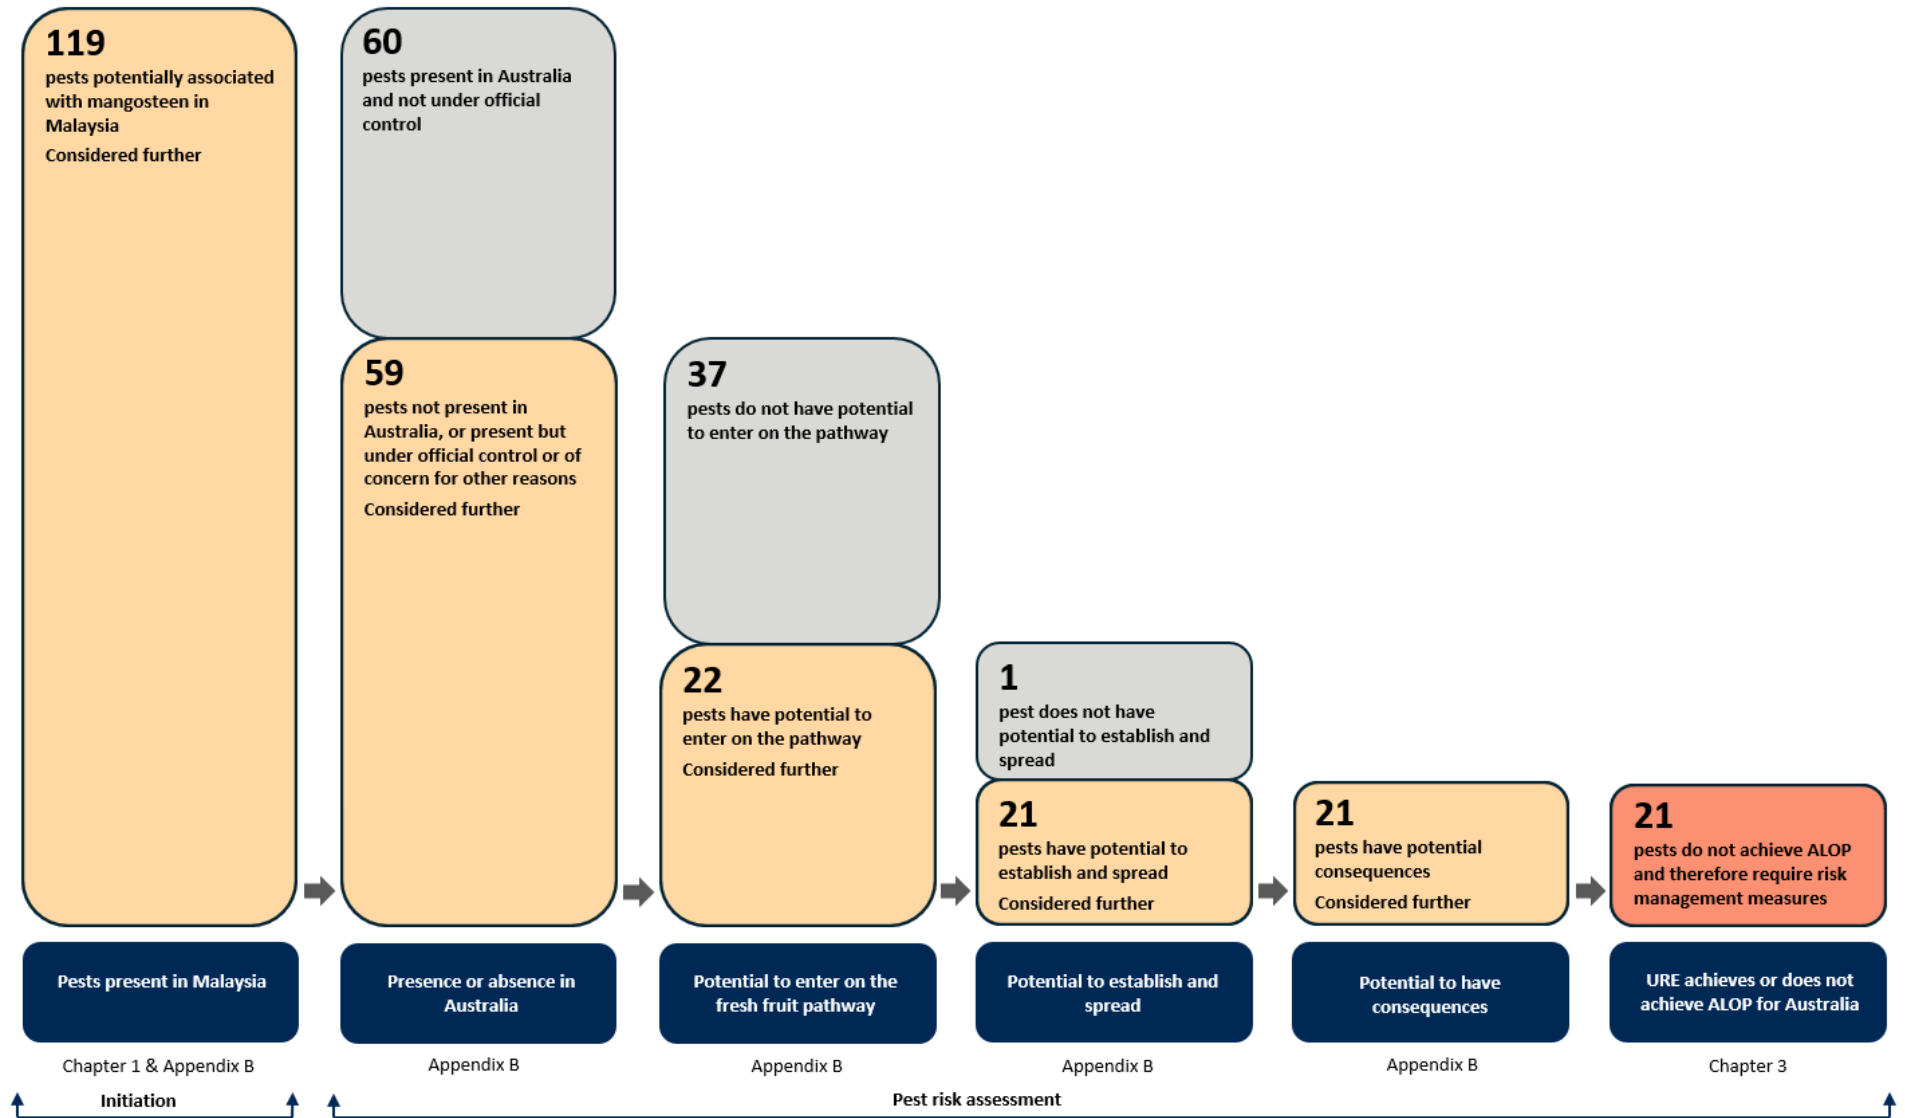 119
pests potentially associated
with mangosteen in
Malaysia
Considered further
60
pests present in Australia
and not under official
control
59
pests not present in
Australia, or present but
under official control or of
concern for other reasons
Considered further
37
pests do not have potential
to enter on the pathway
22
pests have potential to
enter on the pathway
Considered further
1
pest does not have
potential to establish and
spread
21
pests have potential to
establish and spread
Considered further
21
pests have potential
consequences
Considered further
21
pests do not achieve ALOP
and therefore require risk
management measures
Pests present in Malaysia
Presence or absence in
Australia
Potential to enter on the
fresh fruit pathway
Potential to establish and
spread
Potential to have
consequences
URE achieves or does not
achieve ALOP for Australia
Chapter 1 & Appendix B
Appendix B
Appendix B
Appendix B
Appendix B
Chapter 3
Initiation
Pest risk assessment